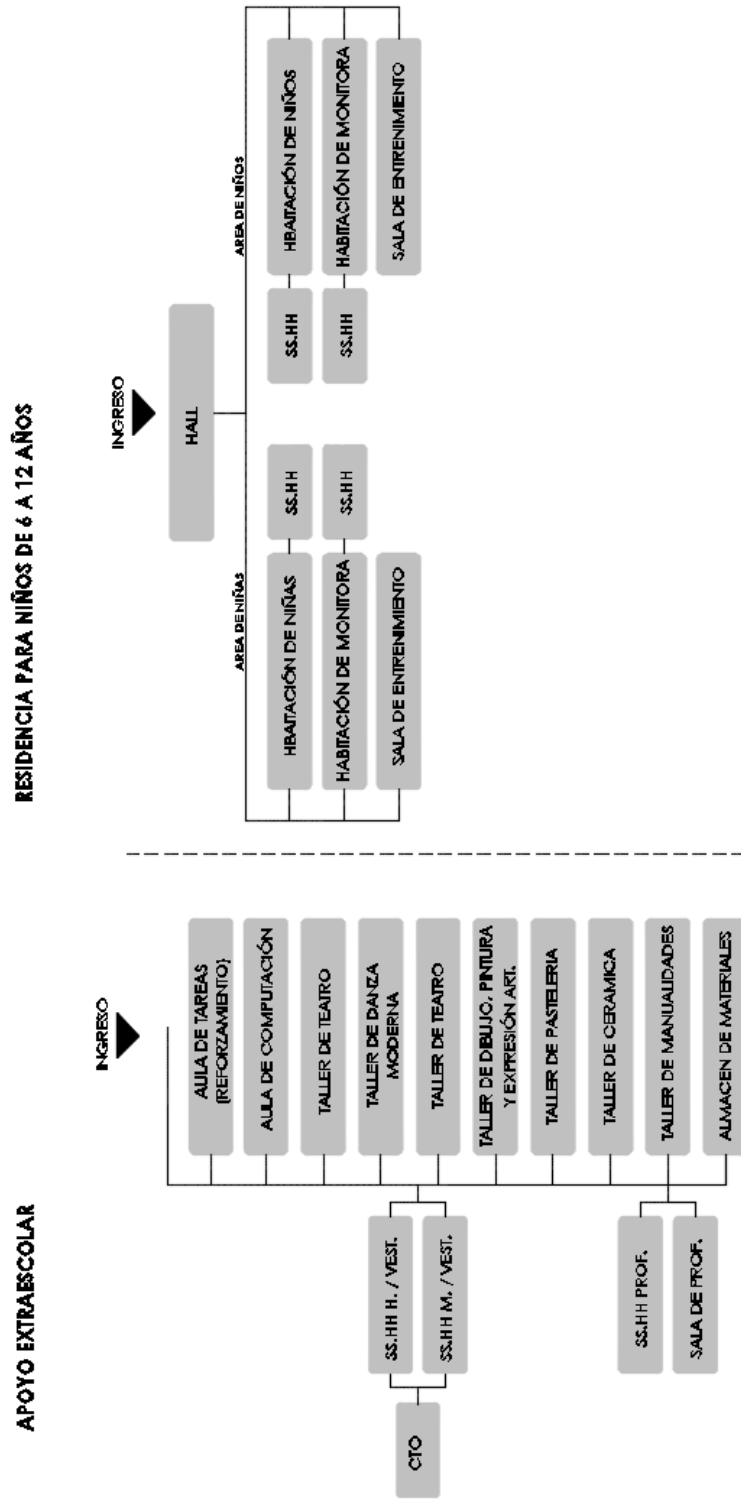 APOYO EXTRAESCOLAR
INGRESO
AULA DE TAREAS
(REFORZAMIENTO)
AULA DE COMPUTACIÓN
TALLER DE TEATRO
TALLER DE DANZA
MODERNA
TALLER DE TEATRO
TALLER DE DIBUJO, PINTURA
Y EXPRESIÓN ART.
TALLER DE PASTELERIA
TALLER DE CERAMICA
TALLER DE MANUALIDADES
ALMACEN DE MATERIALES
SS.HH H. / VEST.
SS.HH M. / VEST.
CTO
SS.HH PROF.
SALA DE PROF.
RESIDENCIA PARA NIÑOS DE 6 A 12 AÑOS
INGRESO
HALL
AREA DE NIÑAS
HBAITACIÓN DE NIÑAS
SS.HH
HABITACIÓN DE MONITORA
SS.HH
SALA DE ENTRENIMIENTO
AREA DE NIÑOS
SS.HH
HBAITACIÓN DE NIÑOS
SS.HH
HABITACIÓN DE MONITORA
SALA DE ENTRENIMIENTO